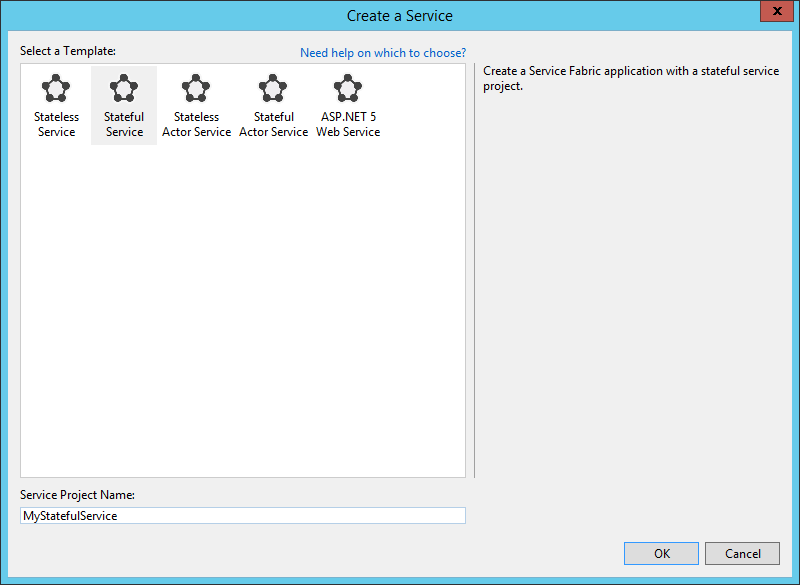 Create a Service
x
Select a Template:
Need help on which to choose?
Stateless
Service
Stateful
Service
Stateless
Actor Service
Stateful
Actor Service
ASP.NET 5
Web Service
Create a Service Fabric application with a stateful service
project.
Service Project Name:
MyStatefulService
OK
Cancel